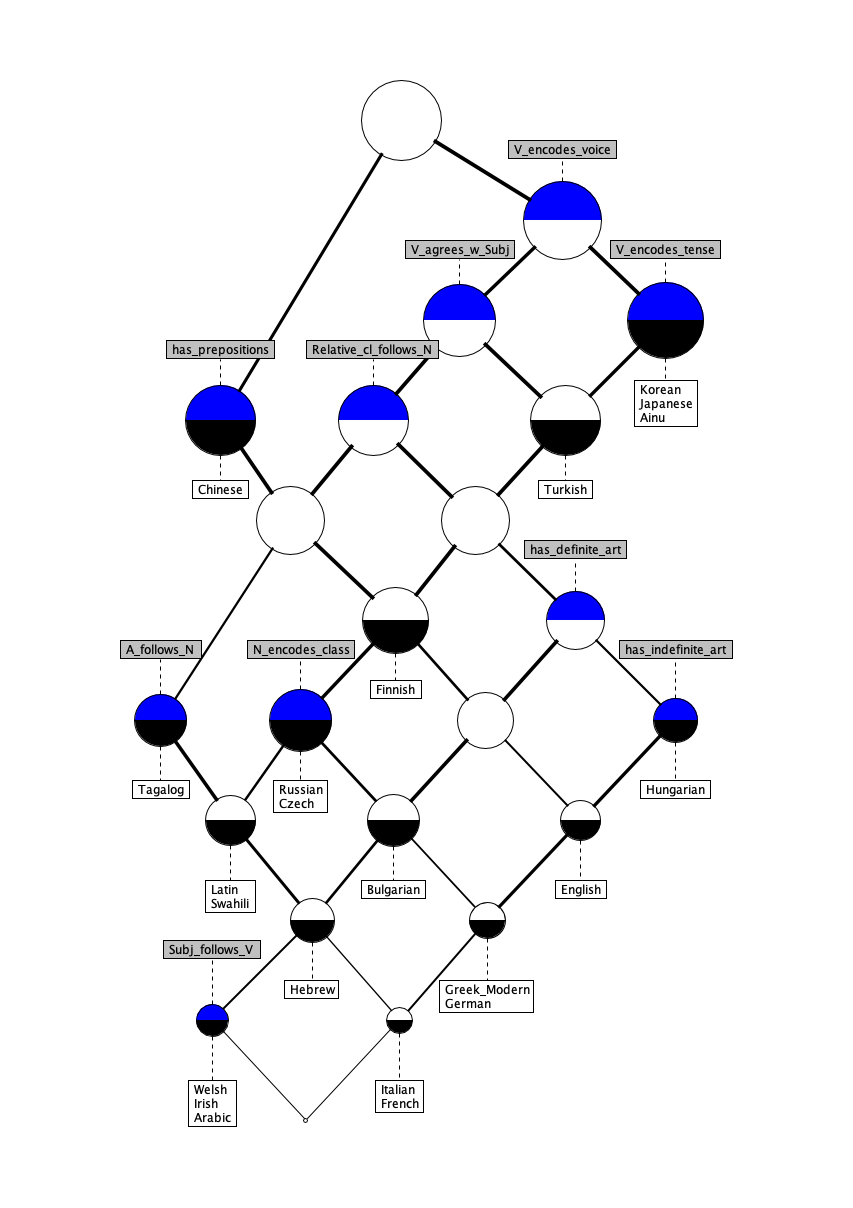 V_encodes_voice
V_agrees_w_Subj
V_encodes_tense
has_prepositions
Relative_cl_follows_N
Korean
Japanese
Ainu
Chinese
Turkish
has_definite_art
A_follows_N
N_encodes_class
has_indefinite_art
Finnish
Tagalog
Russian
Czech
Hungarian
Latin
Swahili
Bulgarian
English
Subj_follows_V
Hebrew
Greek_Modern
German
Welsh
Irish
Arabic
Italian
French